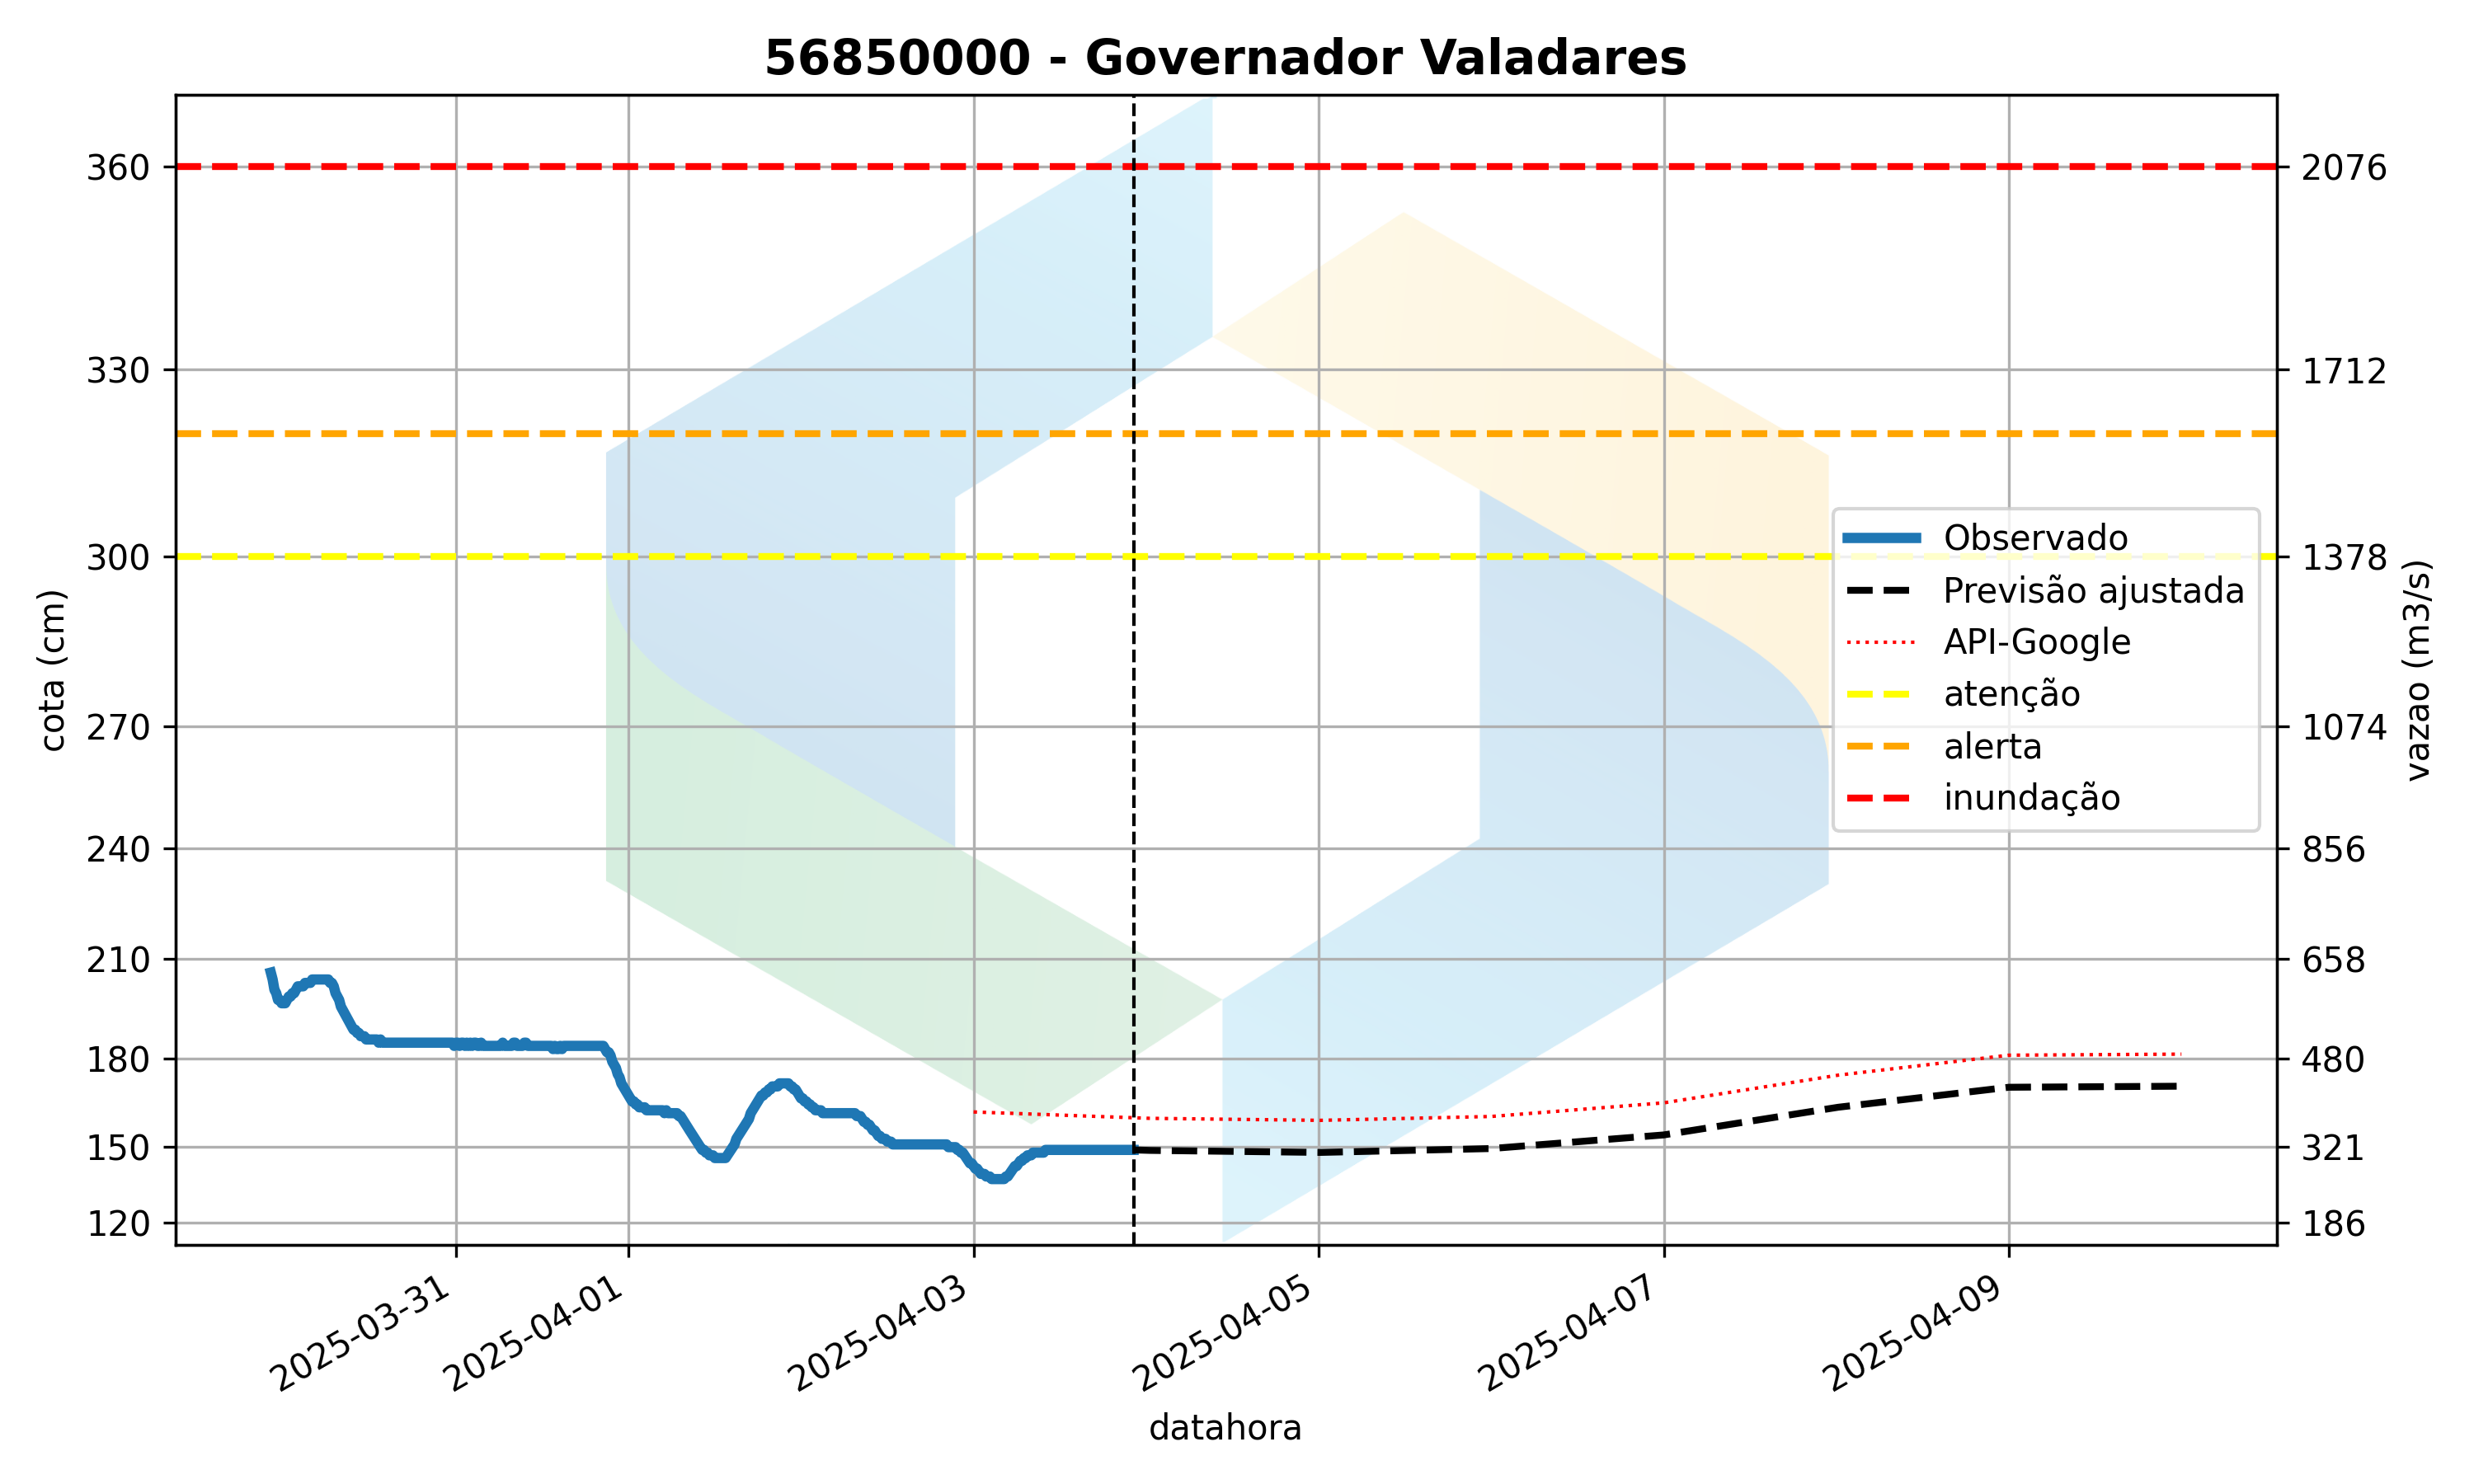 56850000 - Governador Valadares
360
330
300
270
240
210
180
150
120
cota (cm)
2076
1712
1378
1074
856
658
480
321
186
vazao (m3/s)
Observado
Previsão ajustada
API-Google
atenção
alerta
inundação
2025-03-31
2025-04-01
2025-04-03
2025-04-05
2025-04-07
2025-04-09
datahora